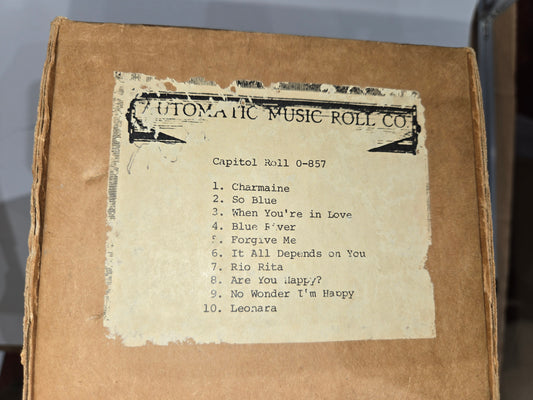 AUTOMATIC MUSIC ROLL CO
Capitol Roll O-857
1. Charmaine
2. So Blue
3. When You're in Love
4. Blue River
5. Forgive Me
6. It All Depends on You
7. Rio Rita
8. Are You Happy?
9. No Wonder I'm Happy
10. Leonara